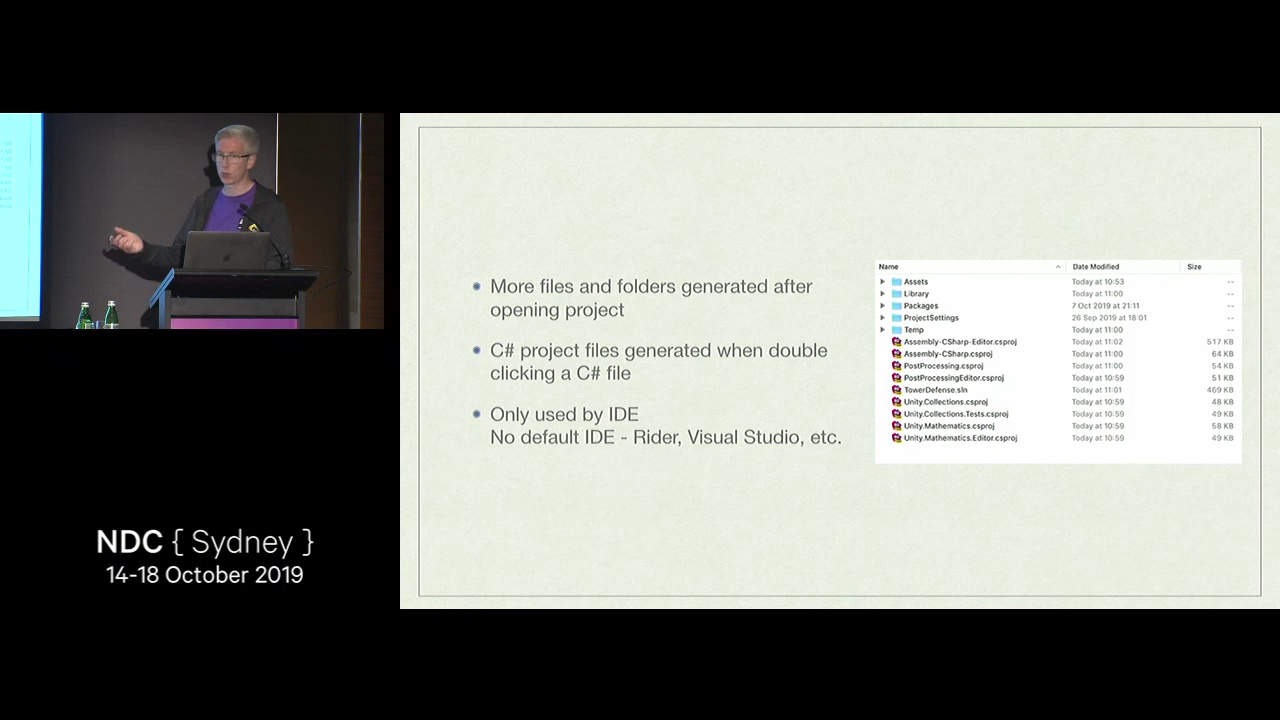 More files and folders generated after
opening project
C# project files generated when double
clicking a C# file
Only used by IDE
No default IDE - Rider, Visual Studio, etc.
Name Date Modified Size
Assets Today at 10:53 --
Library Today at 11:00 --
Packages 7 Oct 2019 at 21:11 --
ProjectSettings 26 Sep 2019 at 18:01 --
Temp Today at 11:00 --
Assembly-CSharp-Editor.csproj Today at 11:02 517 KB
Assembly-CSharp.csproj Today at 11:00 64 KB
PostProcessing.csproj Today at 11:00 54 KB
PostProcessingEditor.csproj Today at 10:59 51 KB
TowerDefense.sln Today at 11:01 469 KB
Unity.Collections.csproj Today at 10:59 48 KB
Unity.Collections.Tests.csproj Today at 10:59 49 KB
Unity.Mathematics.csproj Today at 10:59 58 KB
Unity.Mathematics.Editor.csproj Today at 10:59 49 KB
NDC { Sydney }
14-18 October 2019